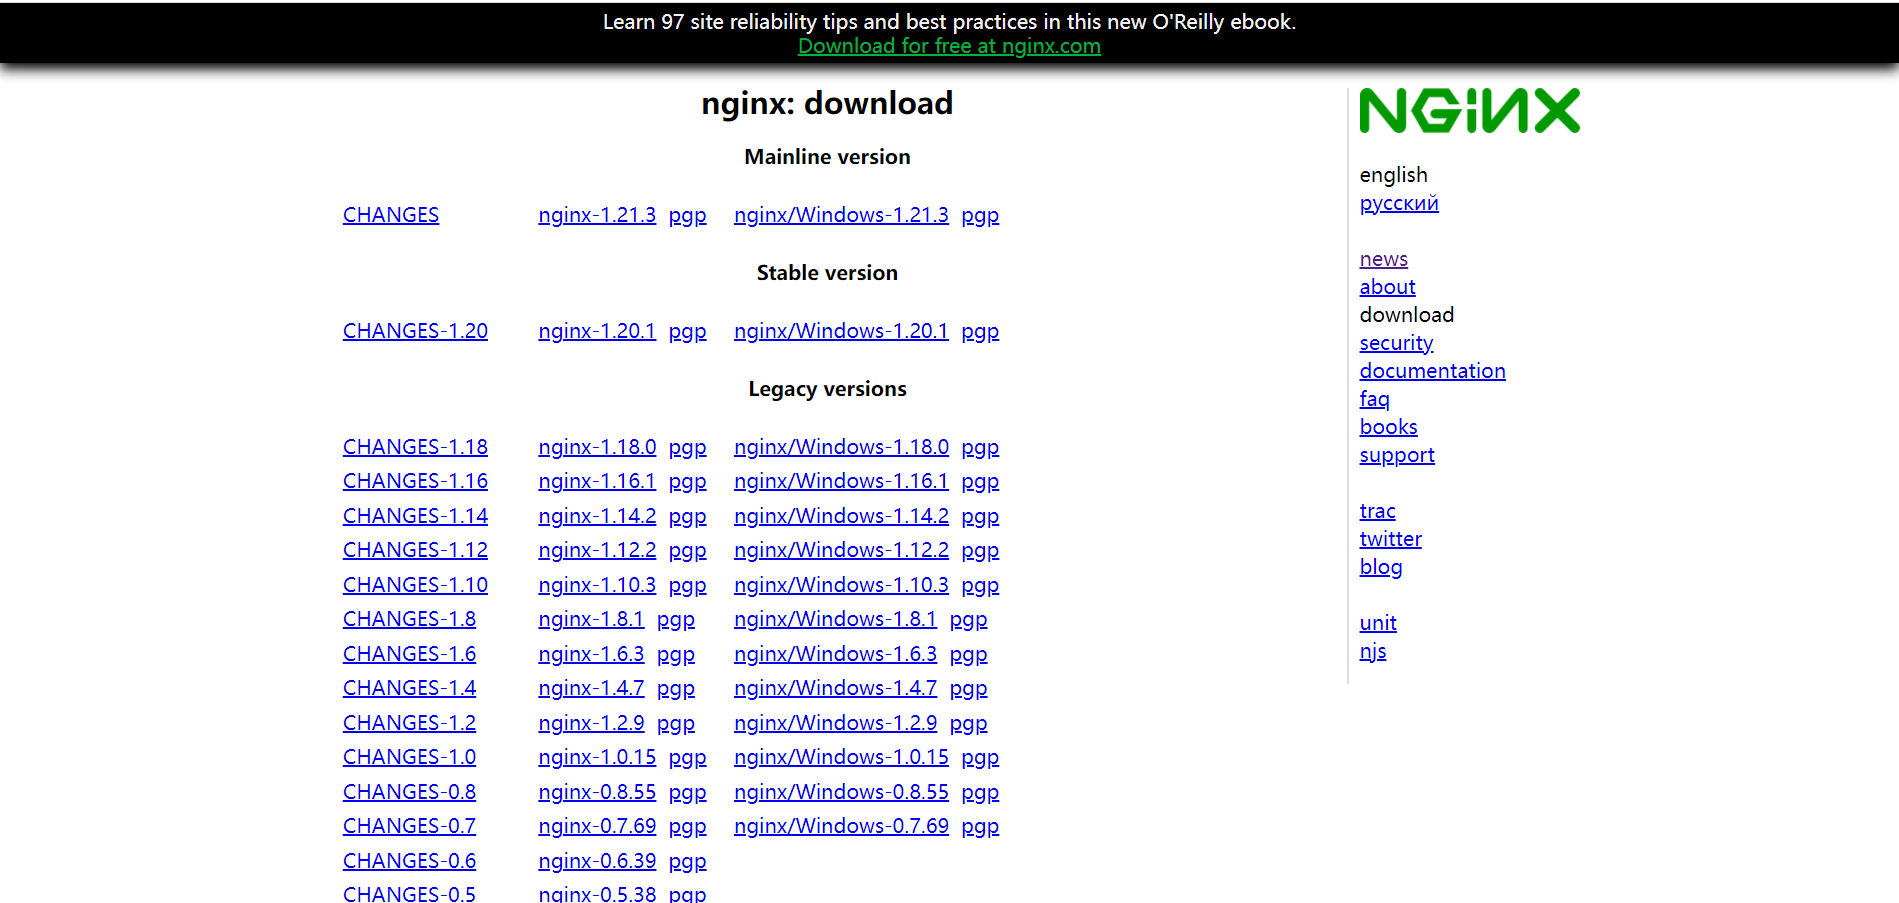 Learn 97 site reliability tips and best practices in this new O'Reilly ebook.
Download for free at nginx.com
nginx: download
Mainline version
CHANGES nginx-1.21.3 pgp nginx/Windows-1.21.3 pgp
Stable version
CHANGES-1.20 nginx-1.20.1 pgp nginx/Windows-1.20.1 pgp
Legacy versions
CHANGES-1.18 nginx-1.18.0 pgp nginx/Windows-1.18.0 pgp
CHANGES-1.16 nginx-1.16.1 pgp nginx/Windows-1.16.1 pgp
CHANGES-1.14 nginx-1.14.2 pgp nginx/Windows-1.14.2 pgp
CHANGES-1.12 nginx-1.12.2 pgp nginx/Windows-1.12.2 pgp
CHANGES-1.10 nginx-1.10.3 pgp nginx/Windows-1.10.3 pgp
CHANGES-1.8 nginx-1.8.1 pgp nginx/Windows-1.8.1 pgp
CHANGES-1.6 nginx-1.6.3 pgp nginx/Windows-1.6.3 pgp
CHANGES-1.4 nginx-1.4.7 pgp nginx/Windows-1.4.7 pgp
CHANGES-1.2 nginx-1.2.9 pgp nginx/Windows-1.2.9 pgp
CHANGES-1.0 nginx-1.0.15 pgp nginx/Windows-1.0.15 pgp
CHANGES-0.8 nginx-0.8.55 pgp nginx/Windows-0.8.55 pgp
CHANGES-0.7 nginx-0.7.69 pgp nginx/Windows-0.7.69 pgp
CHANGES-0.6 nginx-0.6.39 pgp
CHANGES-0.5 nginx-0.5.38 pgp
NGINX
english
русский
news
about
download
security
documentation
faq
books
support
trac
twitter
blog
unit
njs